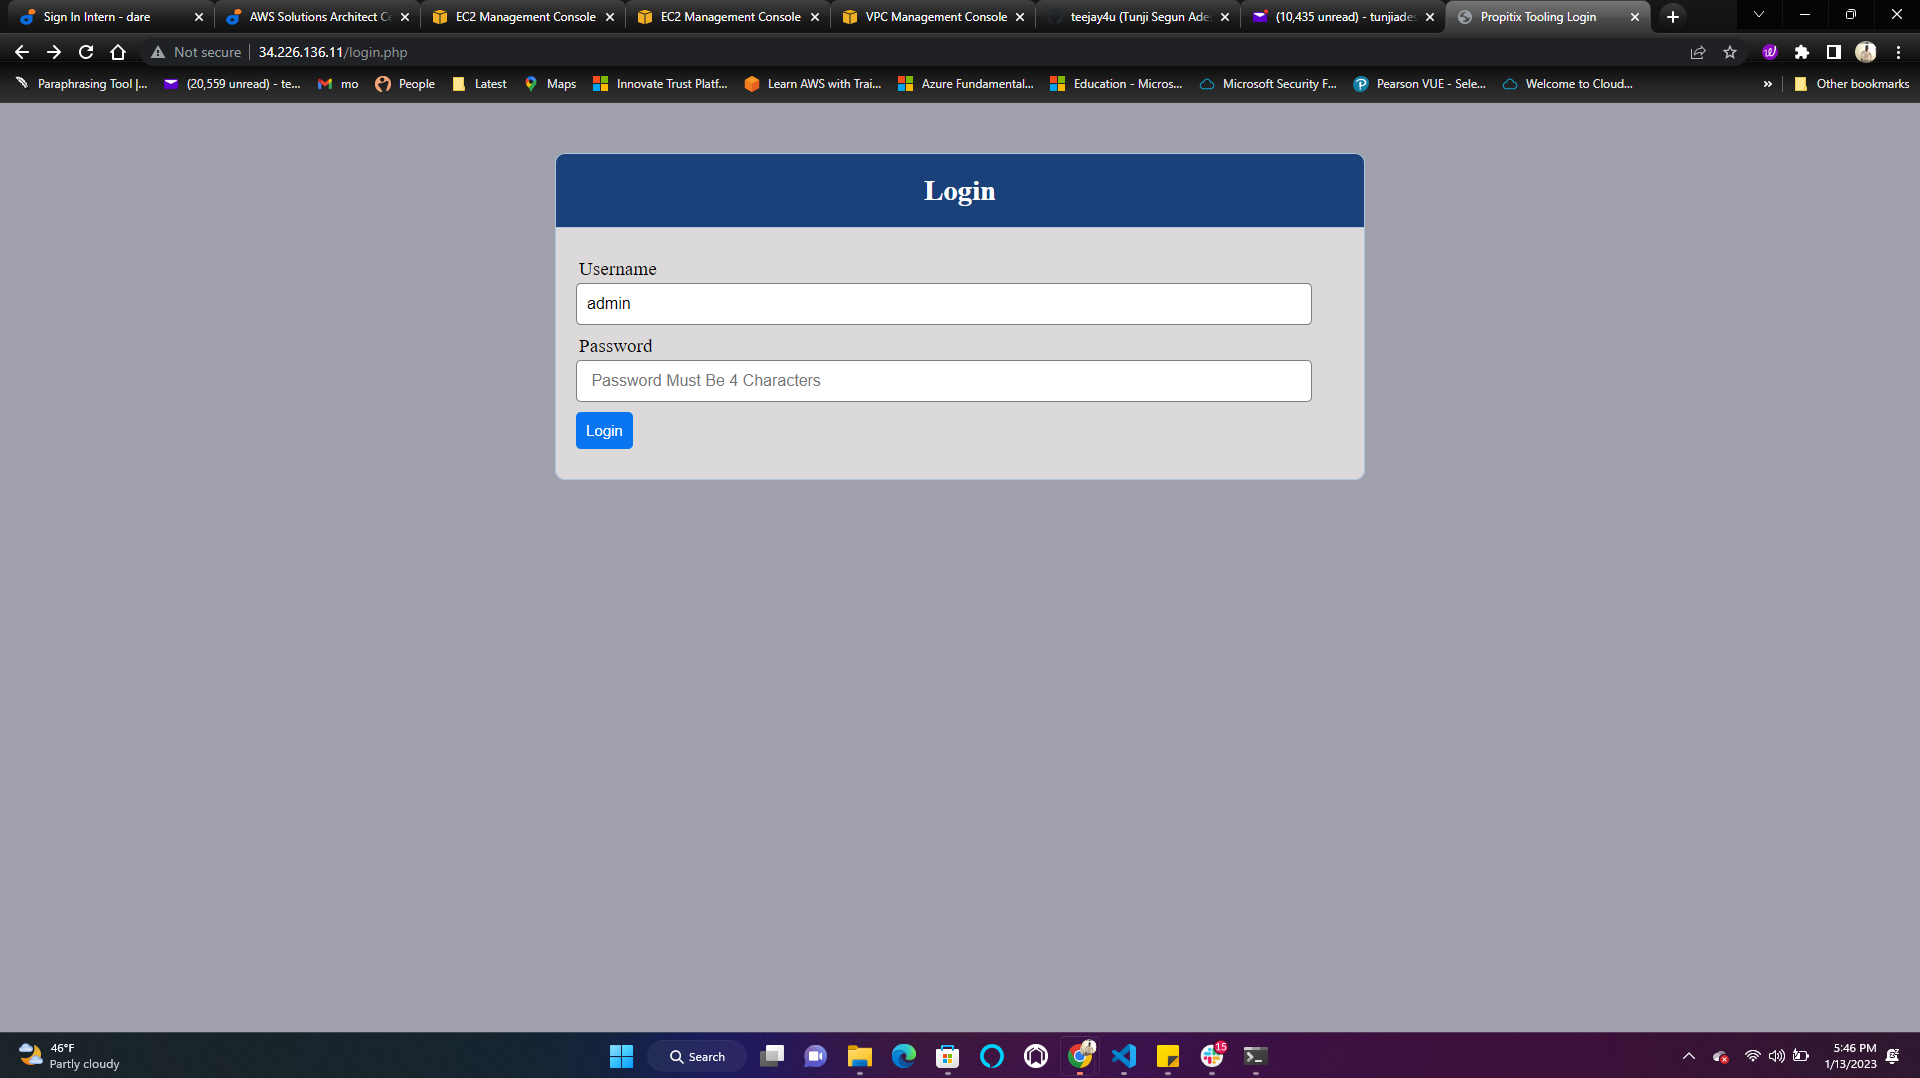 Sign In Intern - dare
AWS Solutions Architect Ce
EC2 Management Console
EC2 Management Console
VPC Management Console
teejay4u (Tunji Segun Ade
(10,435 unread) - tunjiades
Propitix Tooling Login
Not secure
34.226.136.11/login.php
Paraphrasing Tool |...
(20,559 unread) - te...
mo
People
Latest
Maps
Innovate Trust Platf...
Learn AWS with Trai...
Azure Fundamental...
Education - Micros...
Microsoft Security F...
Pearson VUE - Sele...
Welcome to Cloud...
»
Other bookmarks
Login
Username
admin
Password
Password Must Be 4 Characters
Login
46°F
Partly cloudy
Search
15
5:46 PM
1/13/2023